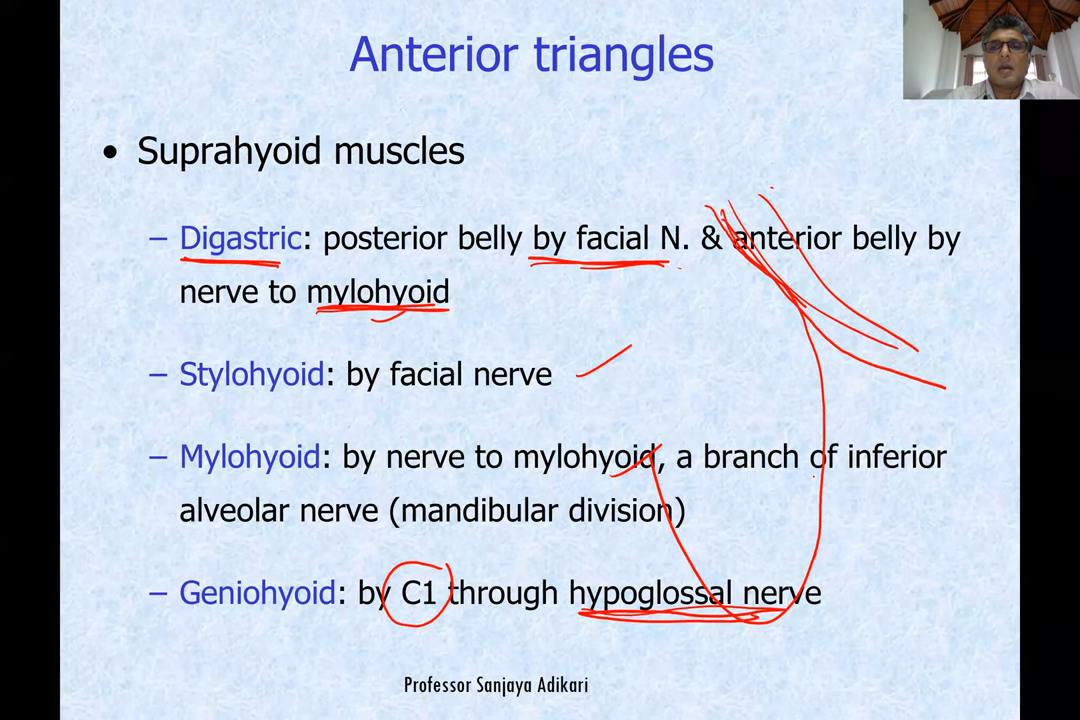 Anterior triangles
• Suprahyoid muscles
– Digastric: posterior belly by facial N. & anterior belly by
nerve to mylohyoid
– Stylohyoid: by facial nerve
– Mylohyoid: by nerve to mylohyoid, a branch of inferior
alveolar nerve (mandibular division)
– Geniohyoid: by C1 through hypoglossal nerve
Professor Sanjaya Adikari